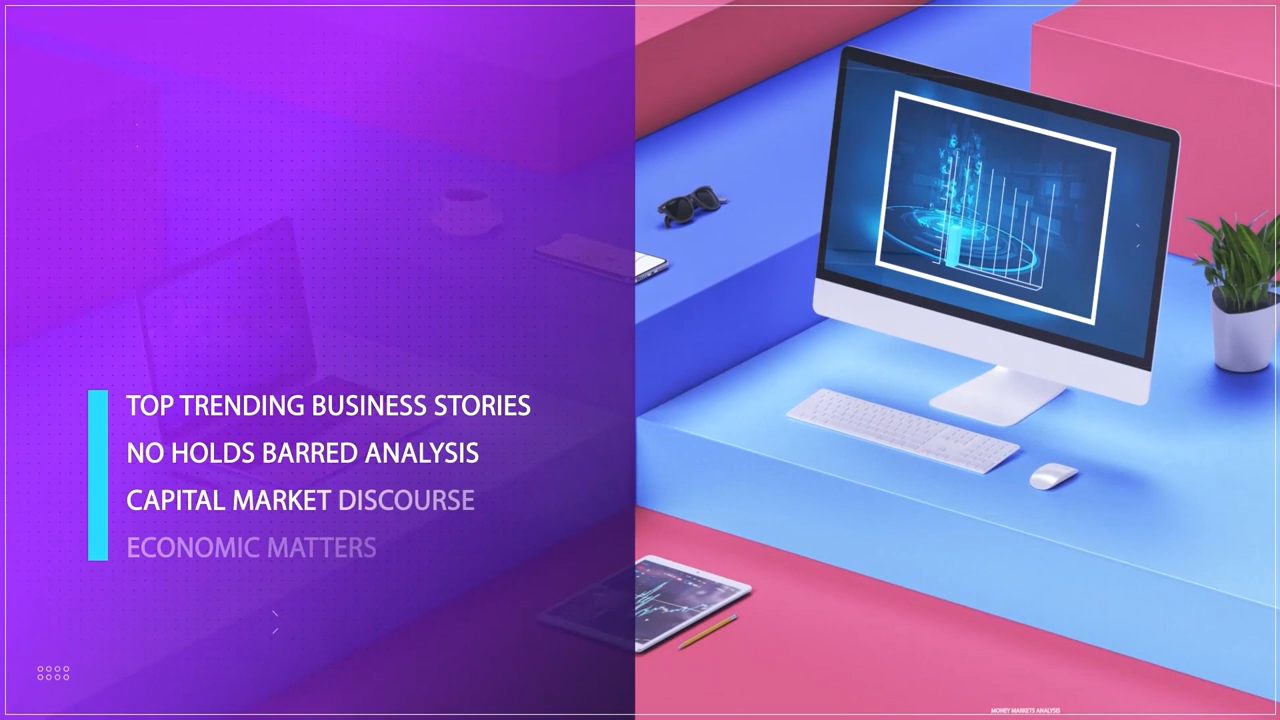 TOP TRENDING BUSINESS STORIES
NO HOLDS BARRED ANALYSIS
CAPITAL MARKET DISCOURSE
ECONOMIC MATTERS
MONEY MARKETS ANALYSIS